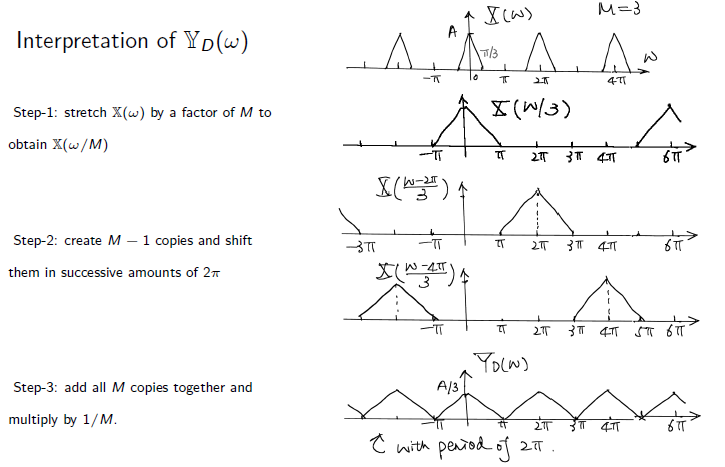 Interpretation of 𝕐_D(ω)
Step-1: stretch 𝕏(ω) by a factor of M to
obtain 𝕏(ω/M)
Step-2: create M − 1 copies and shift
them in successive amounts of 2π
Step-3: add all M copies together and
multiply by 1/M.
𝕏(ω) M=3
A
π/3
-π 0 π 2π 4π ω
𝕏(ω/3)
-π π 2π 3π 4π 6π
𝕏(ω-2π/3)
-3π -π π 2π 3π 4π 6π
𝕏(ω-4π/3)
-π π 2π 3π 4π 5π 6π
Y_D(ω)
A/3
-π π 2π 3π 4π 6π
with period of 2π.